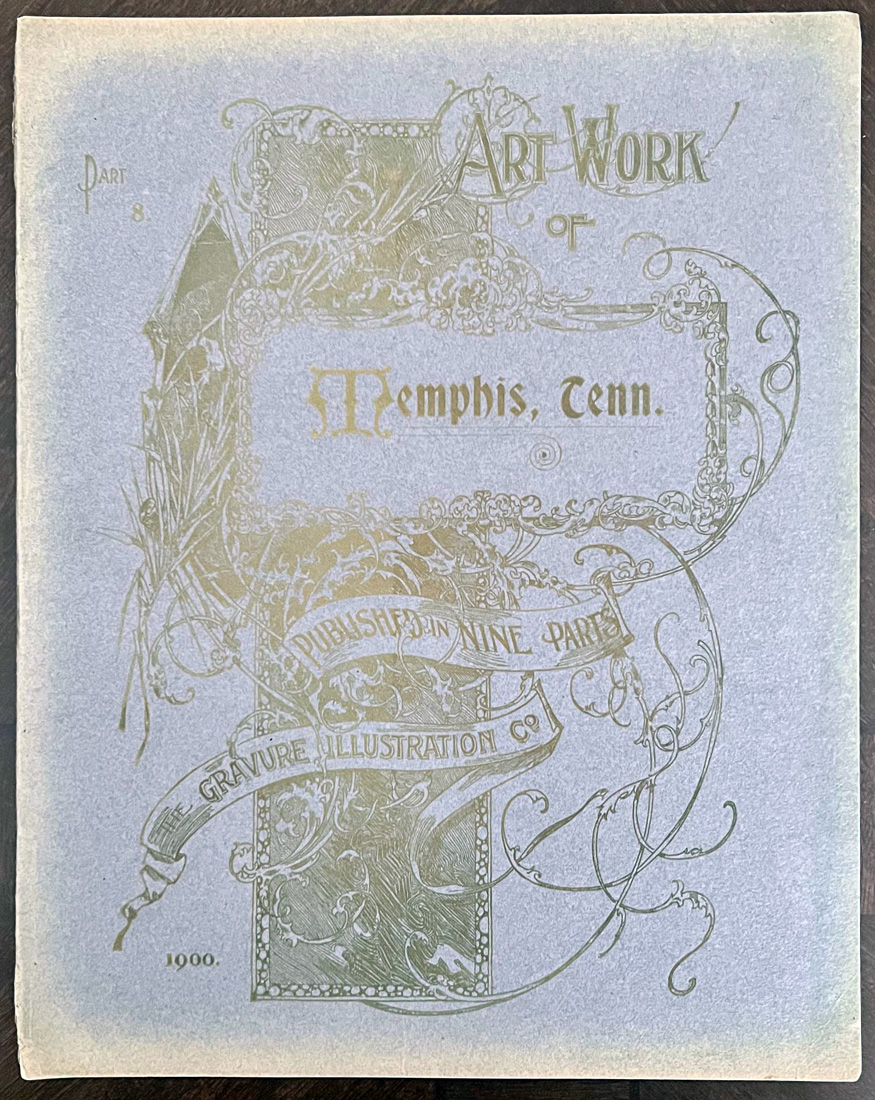 PART
8.
ART WORK
OF
Memphis, Tenn.
PUBLISHED IN NINE PARTS
THE GRAVURE ILLUSTRATION CO
1900.